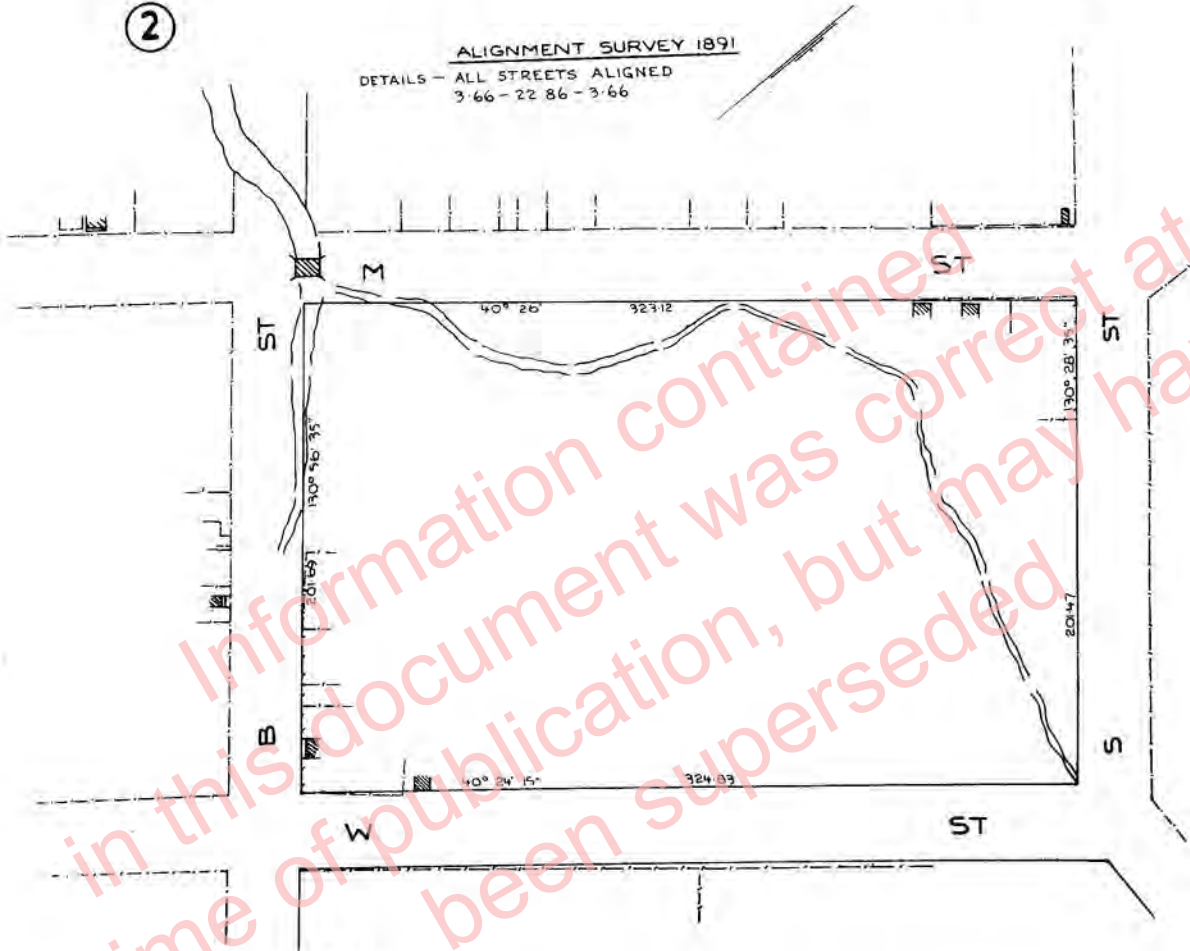 2
ALIGNMENT SURVEY 1891
DETAILS - ALL STREETS ALIGNED
3.66 - 22 86 - 3.66
M ST
ST
40° 26'
323.12
ST
130° 28' 35"
130° 56' 35"
201.697
201.47
B
S
40° 24' 15"
324.83
W ST
Information contained
in this document was correct at
time of publication, but may ha
been superseded